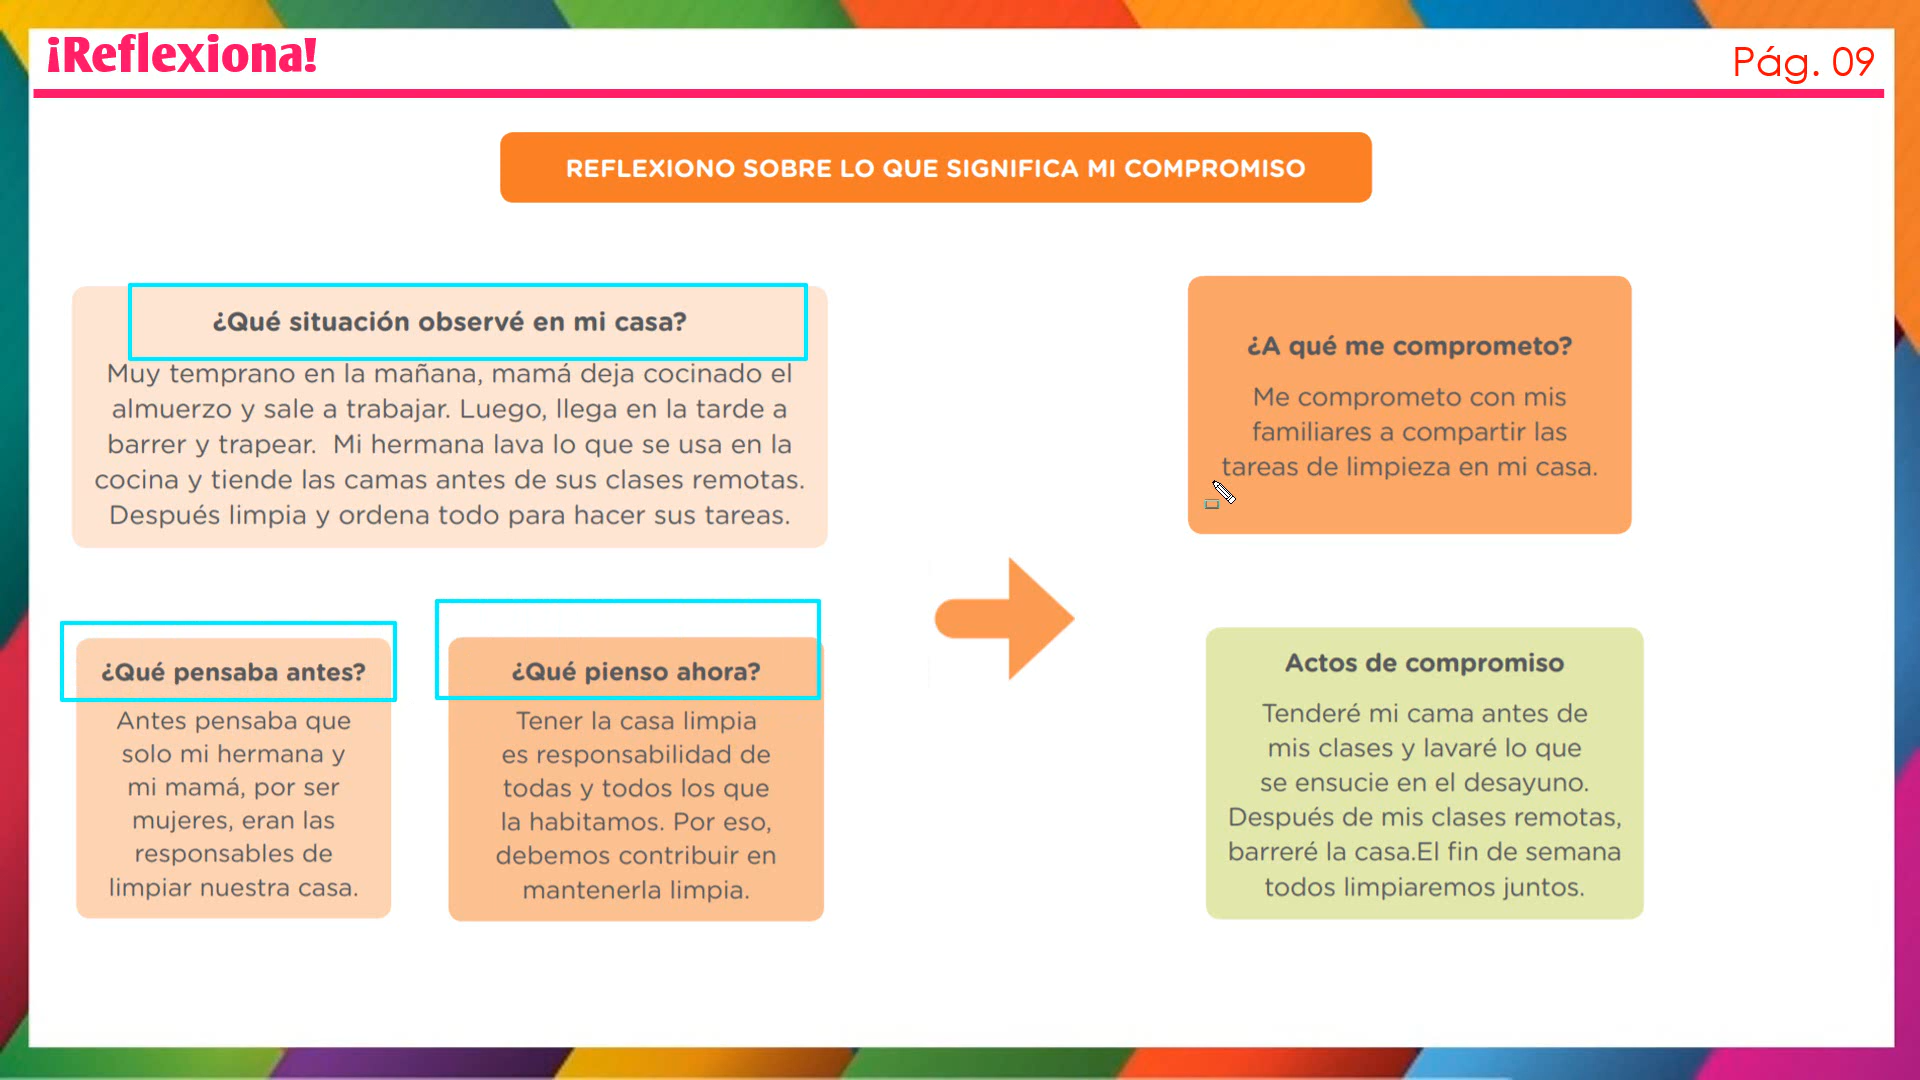 ¡Reflexiona!
Pág. 09
REFLEXIONO SOBRE LO QUE SIGNIFICA MI COMPROMISO
¿Qué situación observé en mi casa?
Muy temprano en la mañana, mamá deja cocinado el
almuerzo y sale a trabajar. Luego, llega en la tarde a
barrer y trapear. Mi hermana lava lo que se usa en la
cocina y tiende las camas antes de sus clases remotas.
Después limpia y ordena todo para hacer sus tareas.
¿Qué pensaba antes?
Antes pensaba que
solo mi hermana y
mi mamá, por ser
mujeres, eran las
responsables de
limpiar nuestra casa.
¿Qué pienso ahora?
Tener la casa limpia
es responsabilidad de
todas y todos los que
la habitamos. Por eso,
debemos contribuir en
mantenerla limpia.
¿A qué me comprometo?
Me comprometo con mis
familiares a compartir las
tareas de limpieza en mi casa.
Actos de compromiso
Tenderé mi cama antes de
mis clases y lavaré lo que
se ensucie en el desayuno.
Después de mis clases remotas,
barreré la casa.El fin de semana
todos limpiaremos juntos.